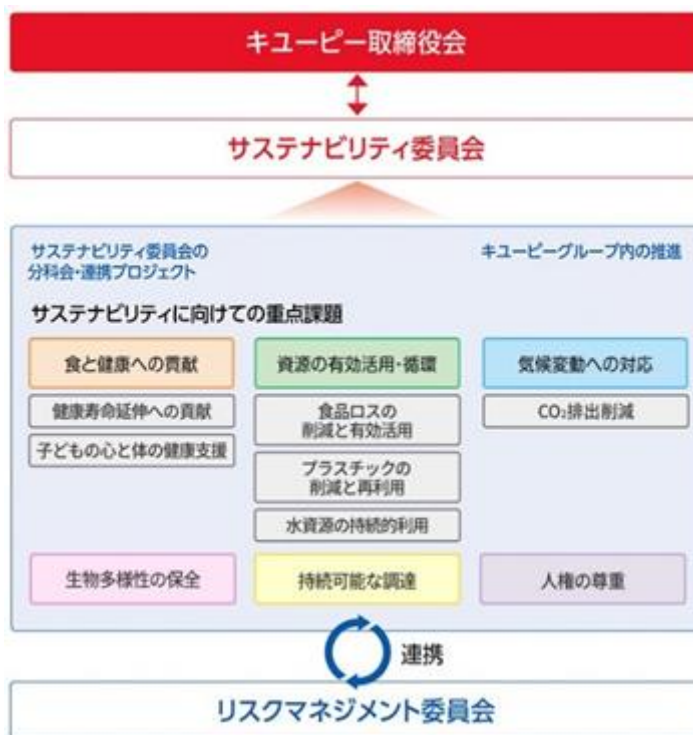 キユーピー取締役会
サステナビリティ委員会
サステナビリティ委員会の
分科会・連携プロジェクト
キユーピーグループ内の推進
サステナビリティに向けての重点課題
食と健康への貢献
健康寿命延伸への貢献
子どもの心と体の健康支援
資源の有効活用・循環
食品ロスの
削減と有効活用
プラスチックの
削減と再利用
水資源の持続的利用
気候変動への対応
CO₂排出削減
生物多様性の保全
持続可能な調達
人権の尊重
連携
リスクマネジメント委員会